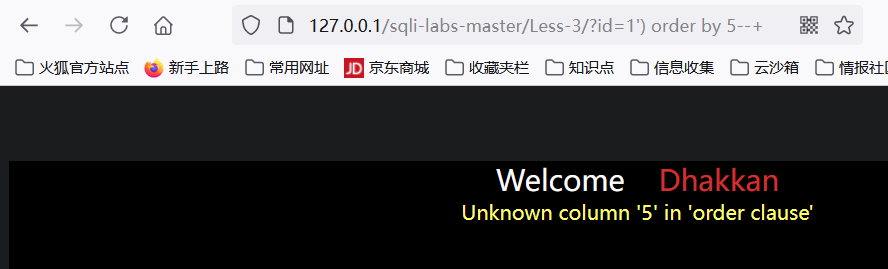 127.0.0.1/sqli-labs-master/Less-3/?id=1') order by 5--+
火狐官方站点 新手上路 常用网址 JD 京东商城 收藏夹栏 知识点 信息收集 云沙箱 情报社
Welcome Dhakkan
Unknown column '5' in 'order clause'